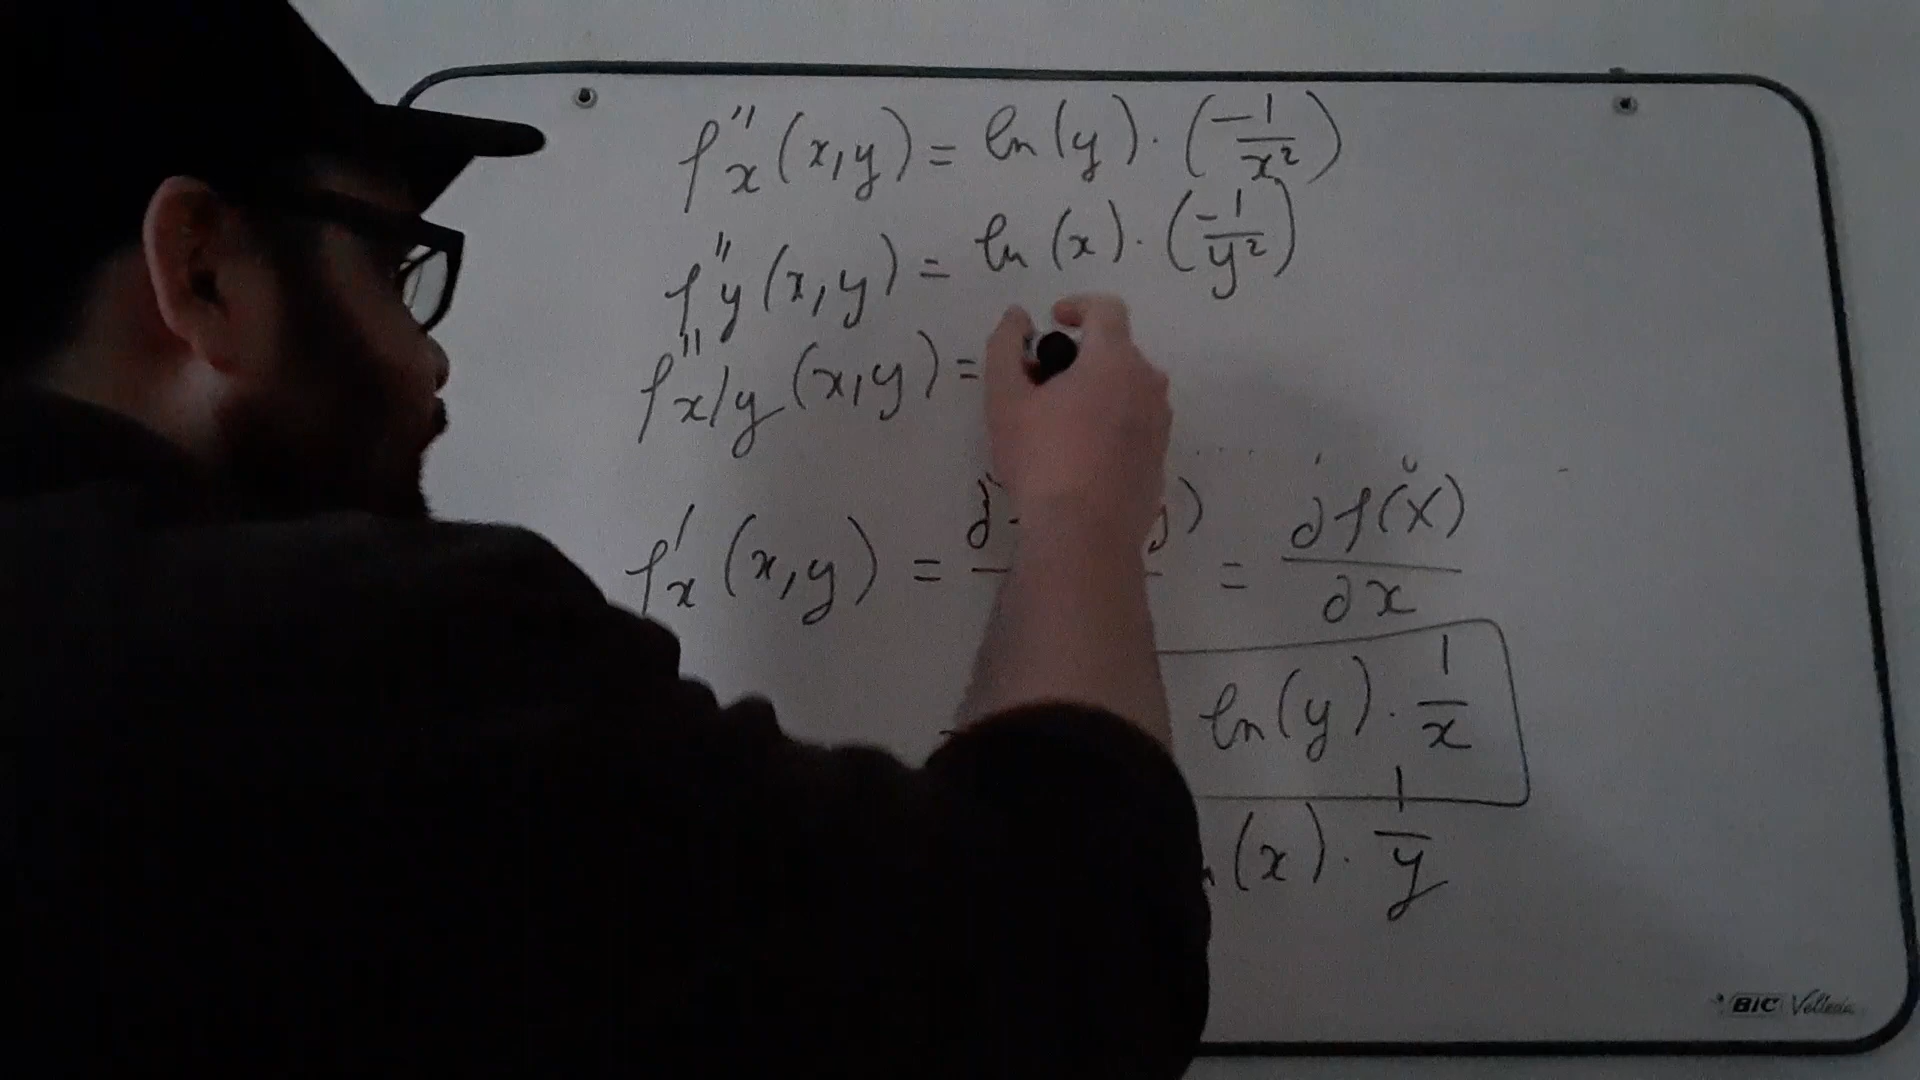 f''x(x,y) = ln(y)·(-1/x²)
f''y(x,y) = ln(x)·(-1/y²)
f''x/y(x,y) =
f'x(x,y) = ∂ ) = ∂f(X)/∂x
ln(y)·1/x
(x)·1/y
BIC Velleda